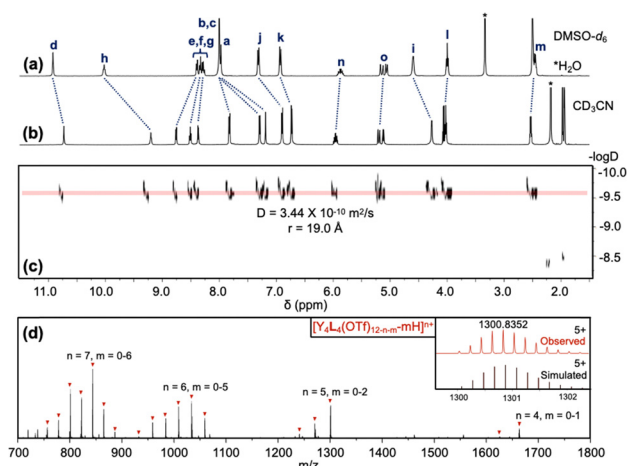 b, c
d
h
e,f,g
a
j
k
n
o
i
l
m
*
DMSO-d6
*H2O
(a)
CD3CN
*
(b)
-logD
-10.0
-9.5
-9.0
-8.5
D = 3.44 X 10-10 m2/s
r = 19.0 Å
(c)
11.0 10.0 9.0 8.0 7.0 6.0 5.0 4.0 3.0 2.0
δ (ppm)
(d)
[Y4L4(OTf)12-n-mH]n+
n = 7, m = 0-6
n = 6, m = 0-5
n = 5, m = 0-2
n = 4, m = 0-1
1300.8352
5+
Observed
5+
Simulated
1300 1301 1302
700 800 900 1000 1100 1200 1300 1400 1500 1600 1700 1800
m/z